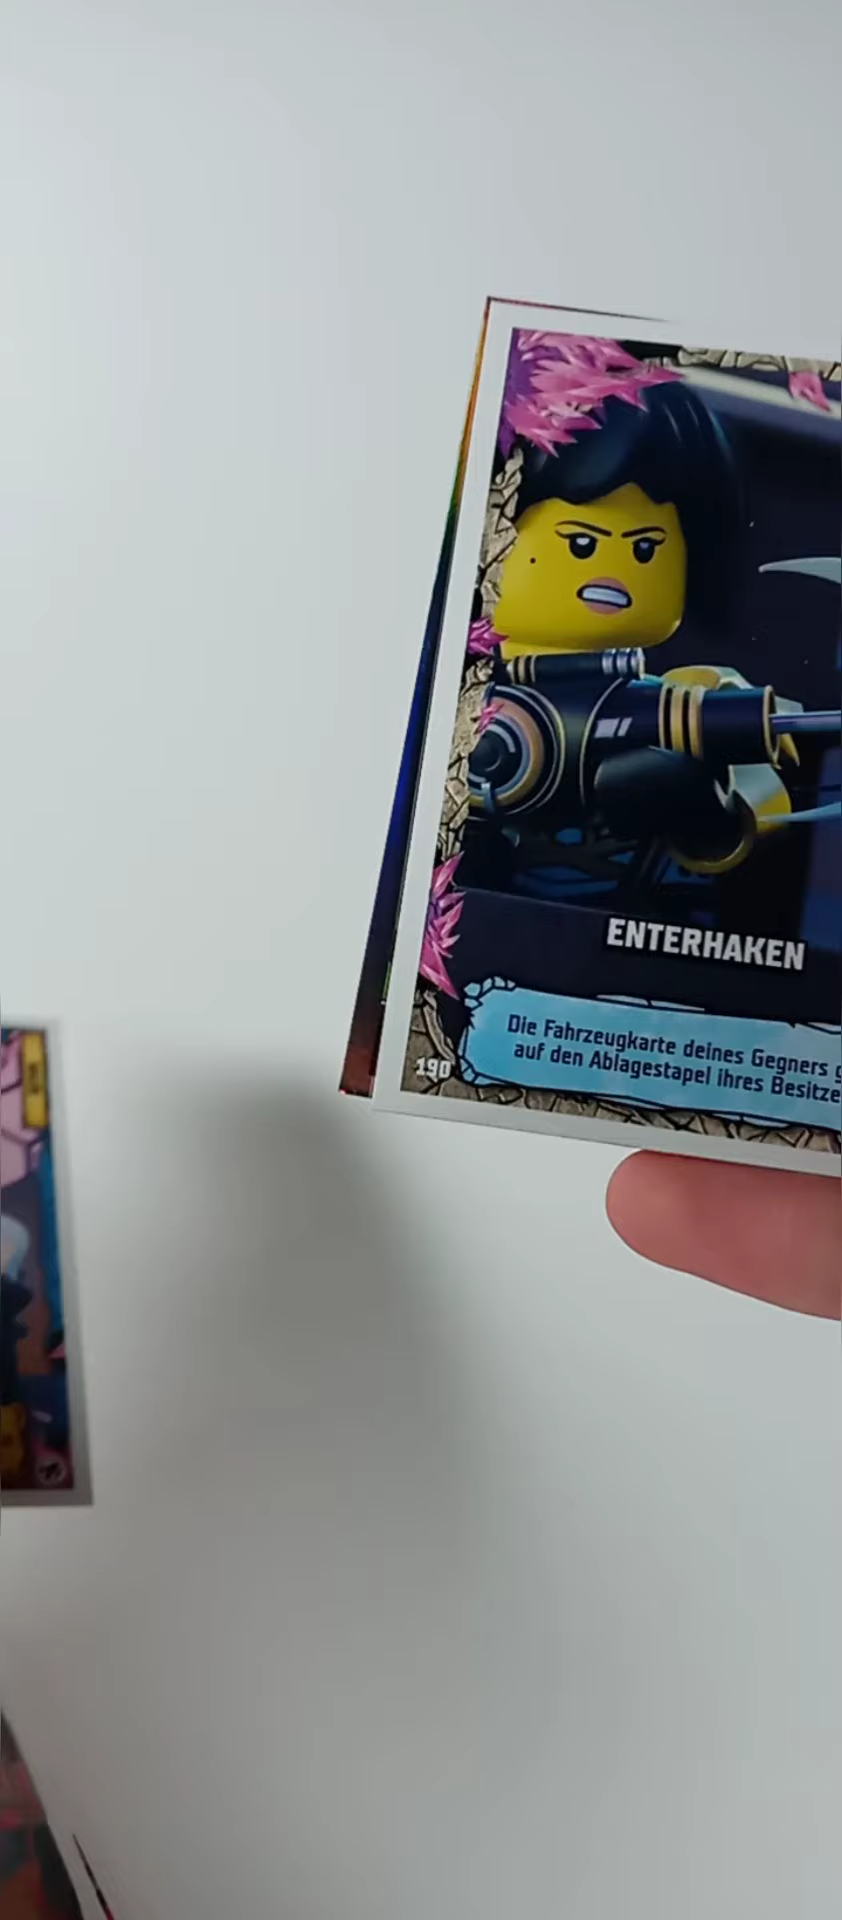 ENTERHAKEN
Die Fahrzeugkarte deines Gegners g
auf den Ablagestapel ihres Besitze
190